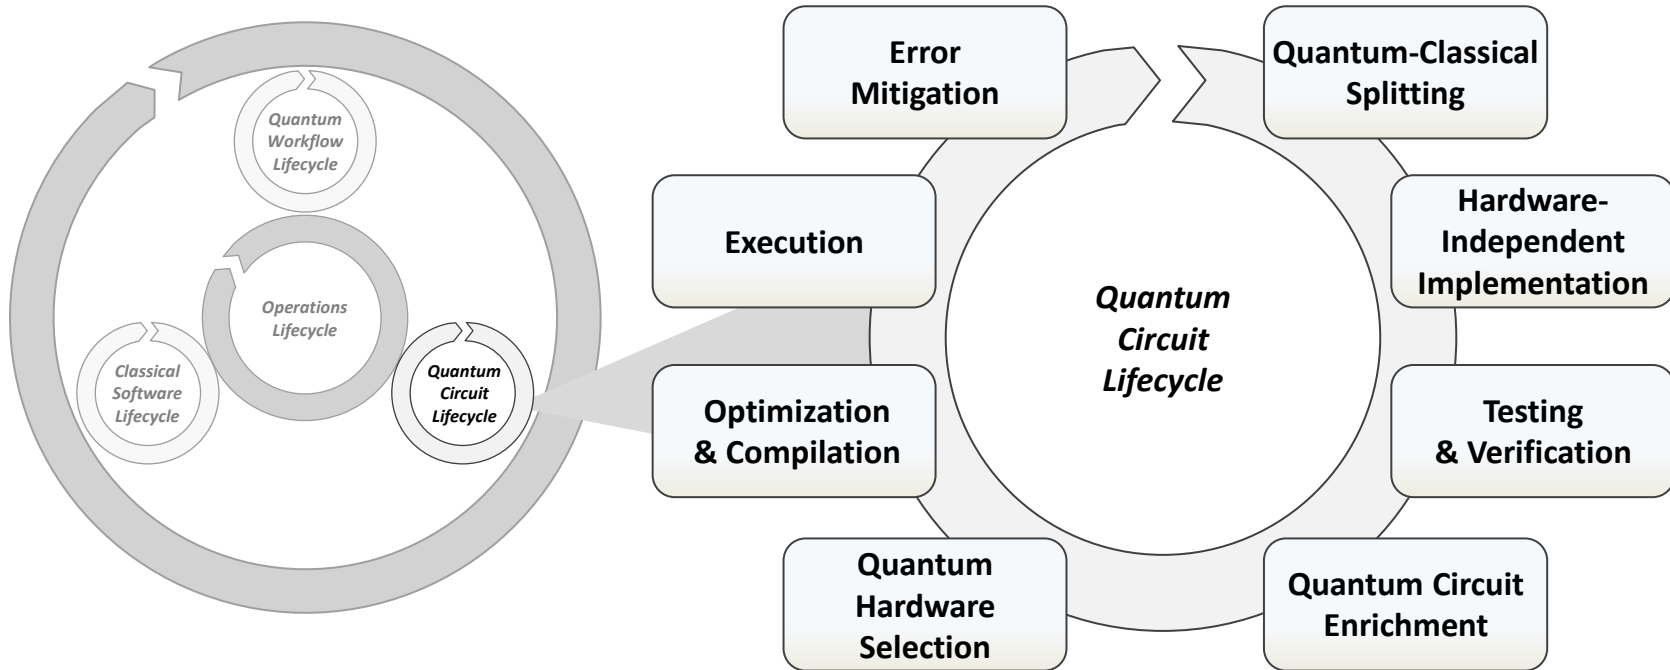 Quantum
Workflow
Lifecycle
Operations
Lifecycle
Classical
Software
Lifecycle
Quantum
Circuit
Lifecycle
Error
Mitigation
Quantum-Classical
Splitting
Execution
Hardware-
Independent
Implementation
Quantum
Circuit
Lifecycle
Optimization
& Compilation
Testing
& Verification
Quantum
Hardware
Selection
Quantum Circuit
Enrichment